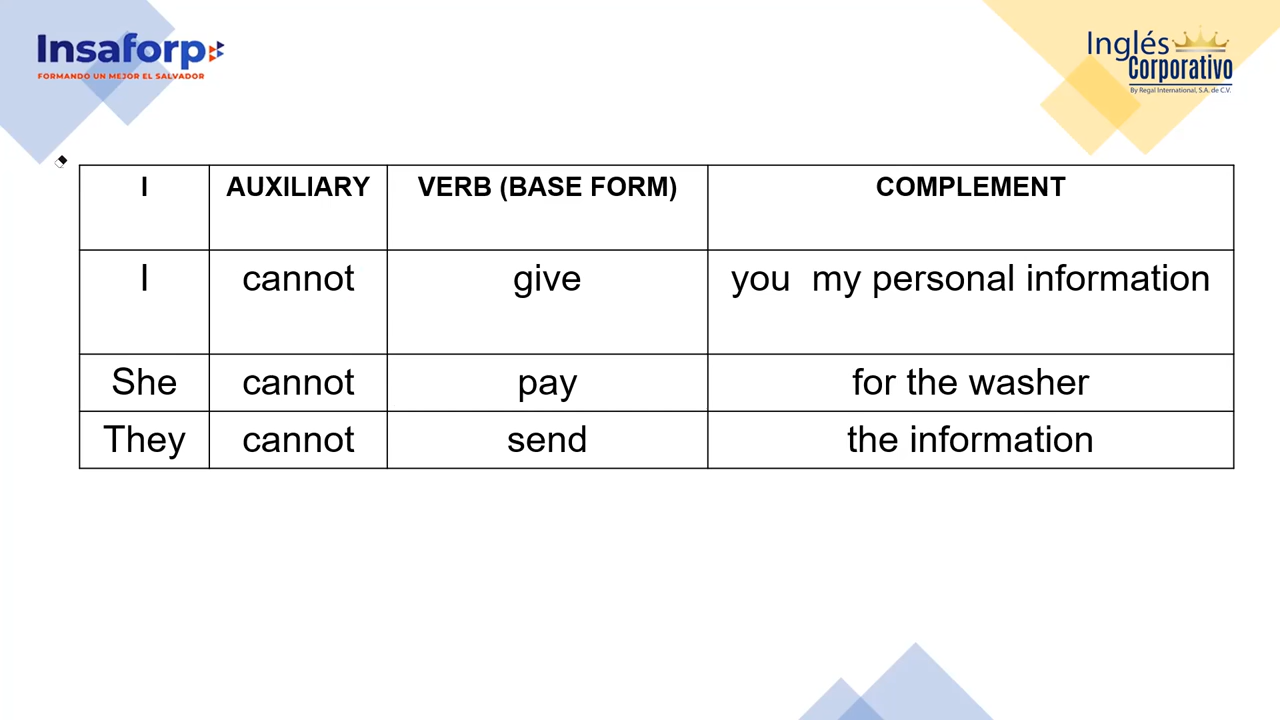 Insaforp
FORMANDO UN MEJOR EL SALVADOR
Inglés
Corporativo
By Regal International, S.A. de C.V.
I AUXILIARY VERB (BASE FORM) COMPLEMENT
I cannot give you my personal information
She cannot pay for the washer
They cannot send the information